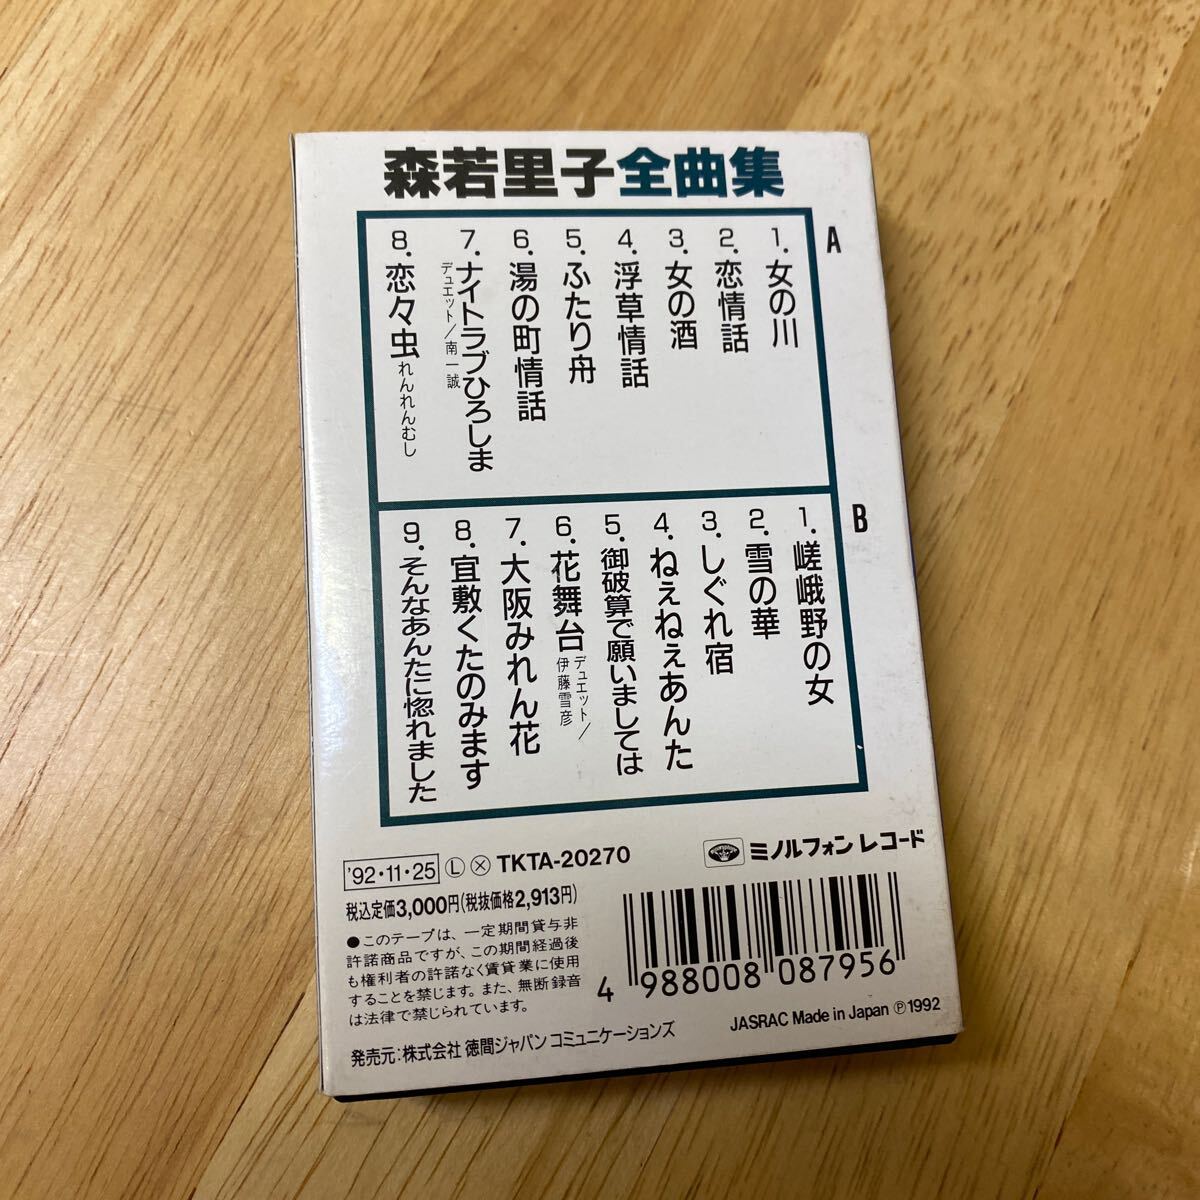 森若里子全曲集
A
1.女の川
2.恋情話
3.女の酒
4.浮草情話
5.ふたり舟
6.湯の町情話
7.ナイトラブひろしま
デュエット/南一誠
8.恋々虫れんれんむし
B
1.嵯峨野の女
2.雪の華
3.しぐれ宿
4.ねぇねぇあんた
5.御破算で願いましては
6.花舞台デュエット/
伊藤雪彦
7.大阪みれん花
8.宜敷くたのみます
9.そんなあんたに惚れました
'92・11・25 Ⓛ ⓧ TKTA-20270
ミノルフォン レコード
税込定価3,000円(税抜価格2,913円)
●このテープは、一定期間貸与非
許諾商品ですが、この期間経過後
も権利者の許諾なく賃貸業に使用
することを禁じます。また、無断録音
は法律で禁じられています。
4 988008 087956
JASRAC Made in Japan Ⓟ1992
発売元:株式会社 徳間ジャパン コミュニケーションズ